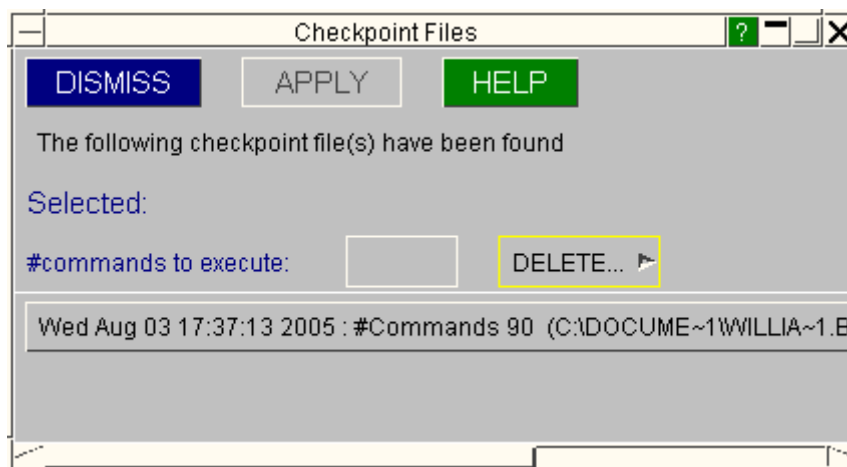 Checkpoint Files ?
DISMISS APPLY HELP
The following checkpoint file(s) have been found
Selected:
#commands to execute: DELETE...
Wed Aug 03 17:37:13 2005 : #Commands 90 (C:\DOCUME~1\WILLIA~1.B